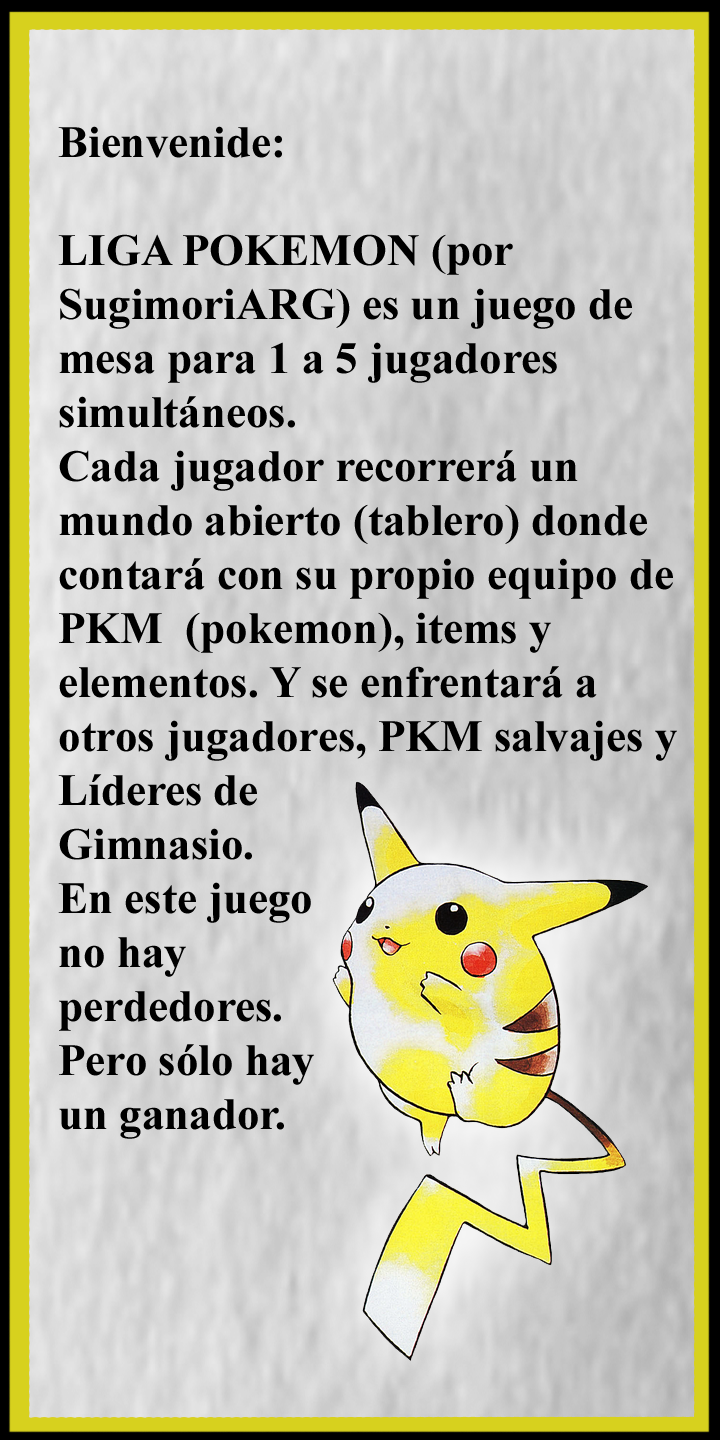 Bienvenide:
LIGA POKEMON (por
SugimoriARG) es un juego de
mesa para 1 a 5 jugadores
simultáneos.
Cada jugador recorrerá un
mundo abierto (tablero) donde
contará con su propio equipo de
PKM  (pokemon), items y
elementos. Y se enfrentará a
otros jugadores, PKM salvajes y
Líderes de
Gimnasio.
En este juego
no hay
perdedores.
Pero sólo hay
un ganador.